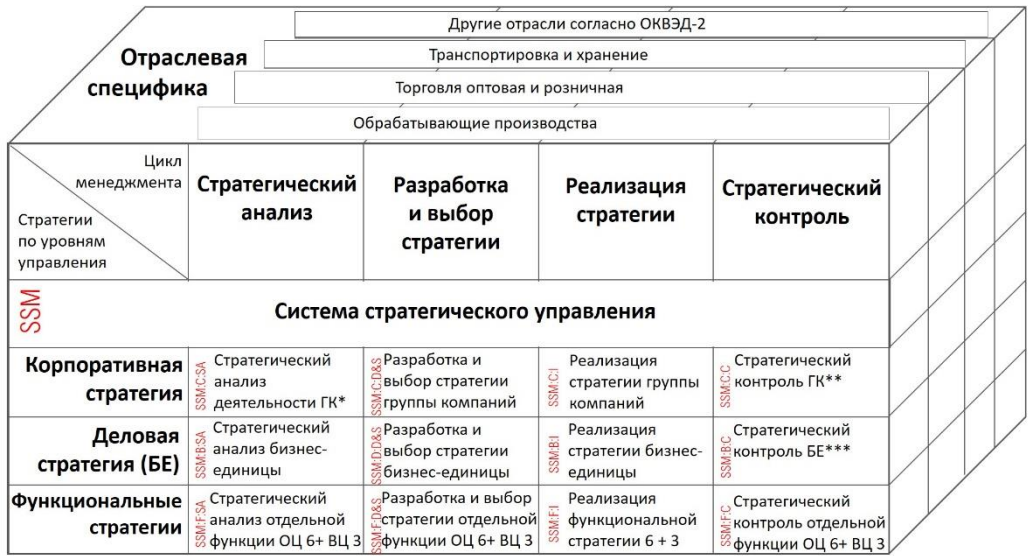 Другие отрасли согласно ОКВЭД-2
Транспортировка и хранение
Торговля оптовая и розничная
Обрабатывающие производства
Отраслевая
специфика
Цикл
менеджмента
Стратегии
по уровням
управления
Стратегический
анализ
Разработка
и выбор
стратегии
Реализация
стратегии
Стратегический
контроль
SSM
Система стратегического управления
Корпоративная
стратегия
SSM:C:SA
Стратегический
анализ
деятельности ГК*
SSM:C:D&S
Разработка и
выбор стратегии
группы компаний
SSM:C:I
Реализация
стратегии группы
компаний
SSM:C:C
Стратегический
контроль ГК**
Деловая
стратегия (БЕ)
SSM:B:SA
Стратегический
анализ бизнес-
единицы
SSM:D:D&S
Разработка и
выбор стратегии
бизнес-единицы
SSM:B:I
Реализация
стратегии бизнес-
единицы
SSM:B:C
Стратегический
контроль БЕ***
Функциональные
стратегии
SSM:F:SA
Стратегический
анализ отдельной
функции ОЦ 6+ ВЦ 3
SSM:F:D&S
Разработка и выбор
стратегии отдельной
функции ОЦ 6+ ВЦ 3
SSM:F:I
Реализация
функциональной
стратегии 6 + 3
SSM:F:C
Стратегический
контроль отдельной
функции ОЦ 6+ ВЦ 3